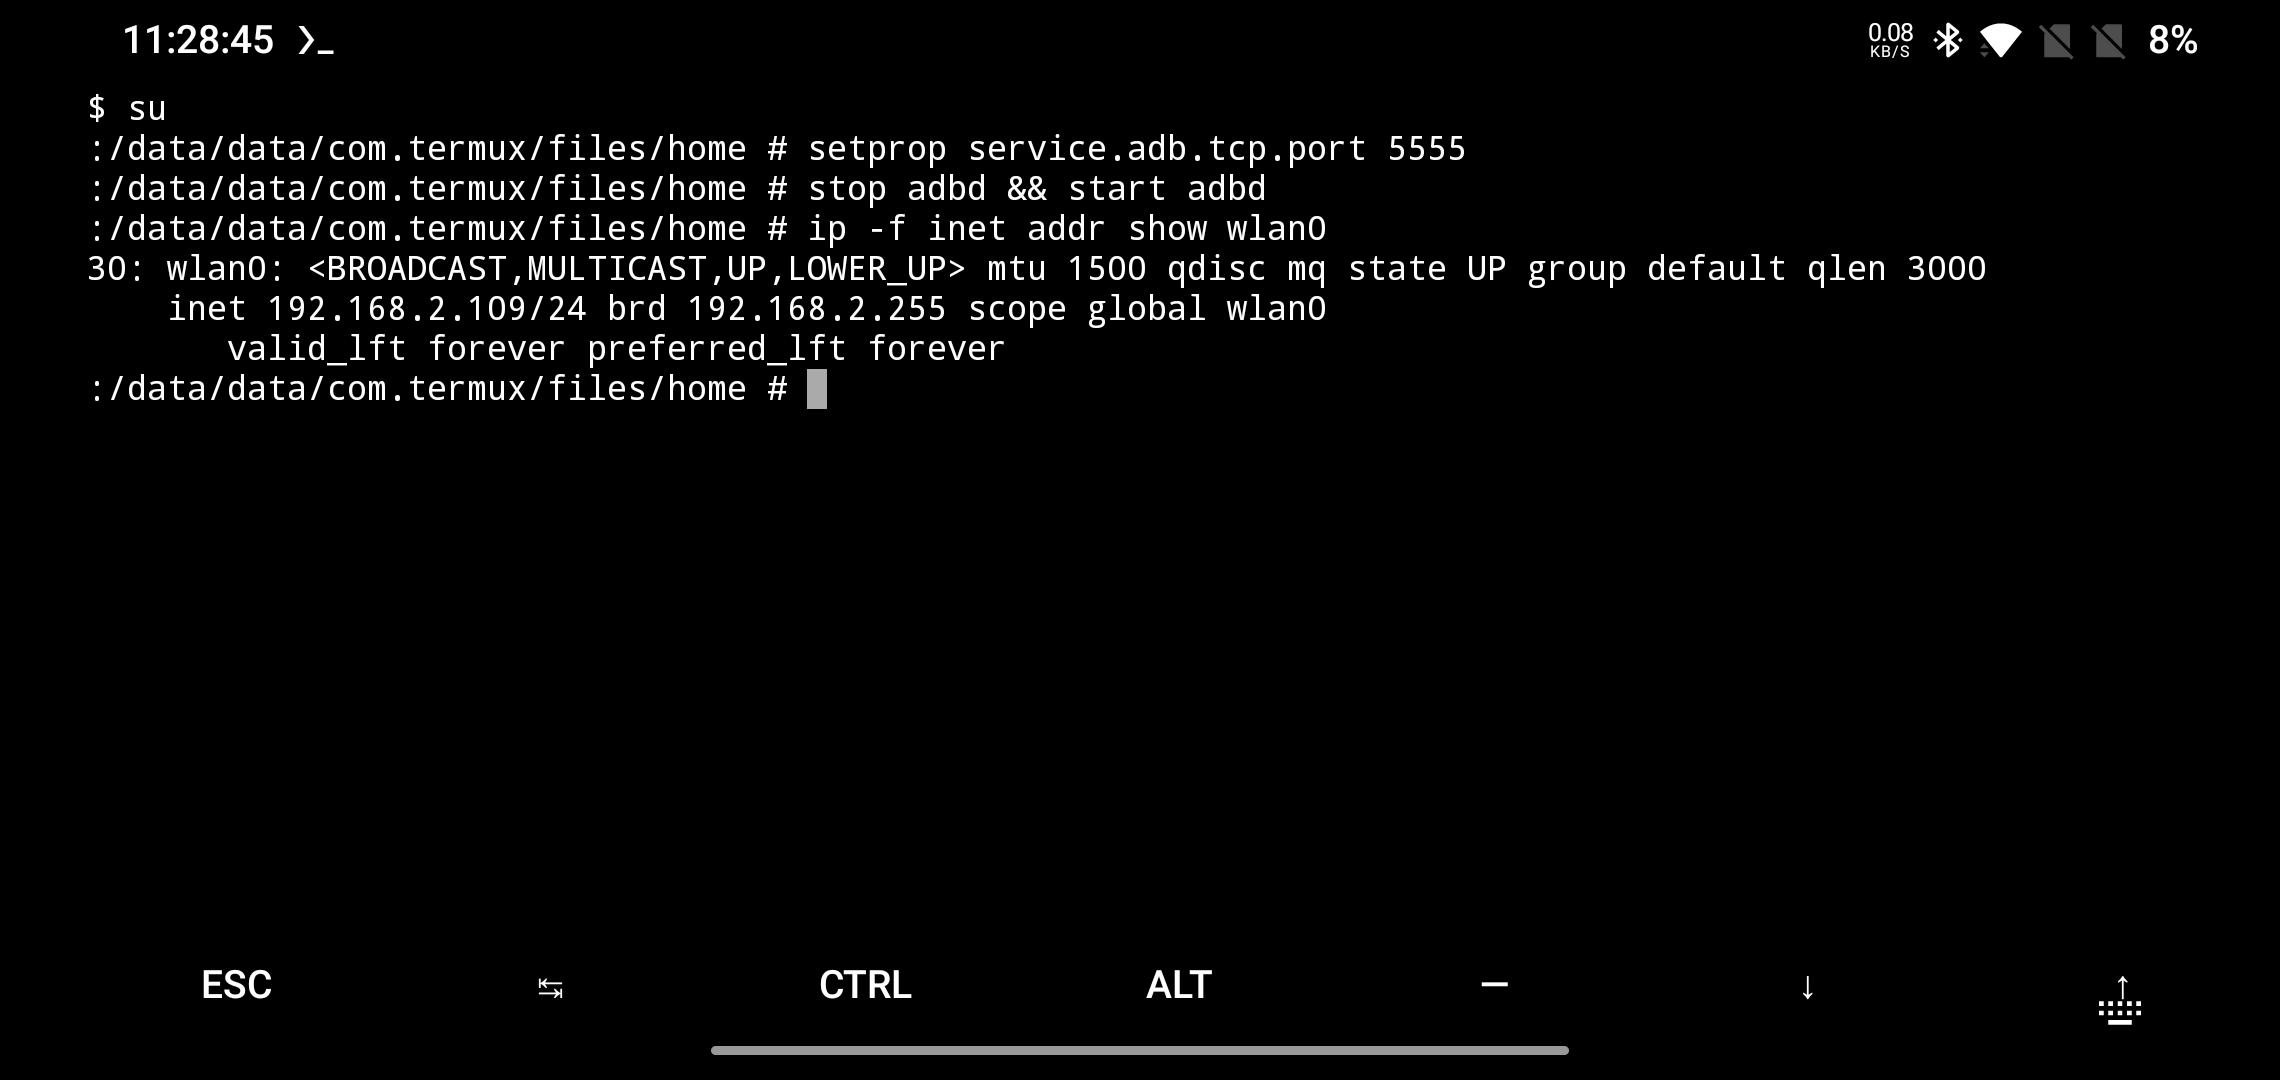 11:28:45 ❯_ 0.08 KB/S 8%
$ su
:/data/data/com.termux/files/home # setprop service.adb.tcp.port 5555
:/data/data/com.termux/files/home # stop adbd && start adbd
:/data/data/com.termux/files/home # ip -f inet addr show wlan0
30: wlan0: <BROADCAST,MULTICAST,UP,LOWER_UP> mtu 1500 qdisc mq state UP group default qlen 3000
    inet 192.168.2.109/24 brd 192.168.2.255 scope global wlan0
       valid_lft forever preferred_lft forever
:/data/data/com.termux/files/home #
ESC ↹ CTRL ALT — ↓ ↑